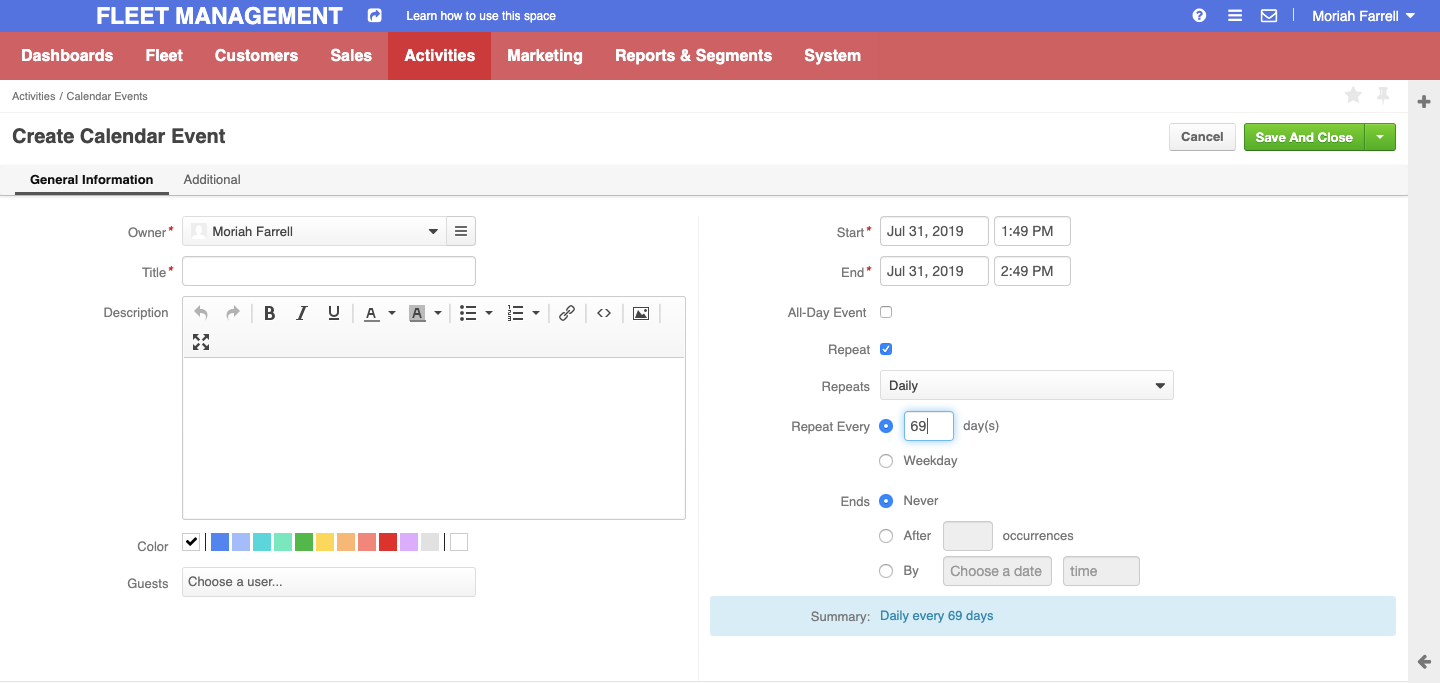 FLEET MANAGEMENT Learn how to use this space Moriah Farrell
Dashboards Fleet Customers Sales Activities Marketing Reports & Segments System
Activities / Calendar Events
Create Calendar Event Cancel Save And Close
General Information Additional
Owner* Moriah Farrell
Title*
Description B I U A A
Color
Guests Choose a user...
Start* Jul 31, 2019 1:49 PM
End* Jul 31, 2019 2:49 PM
All-Day Event
Repeat
Repeats Daily
Repeat Every 69 day(s)
Weekday
Ends Never
After occurrences
By Choose a date time
Summary: Daily every 69 days